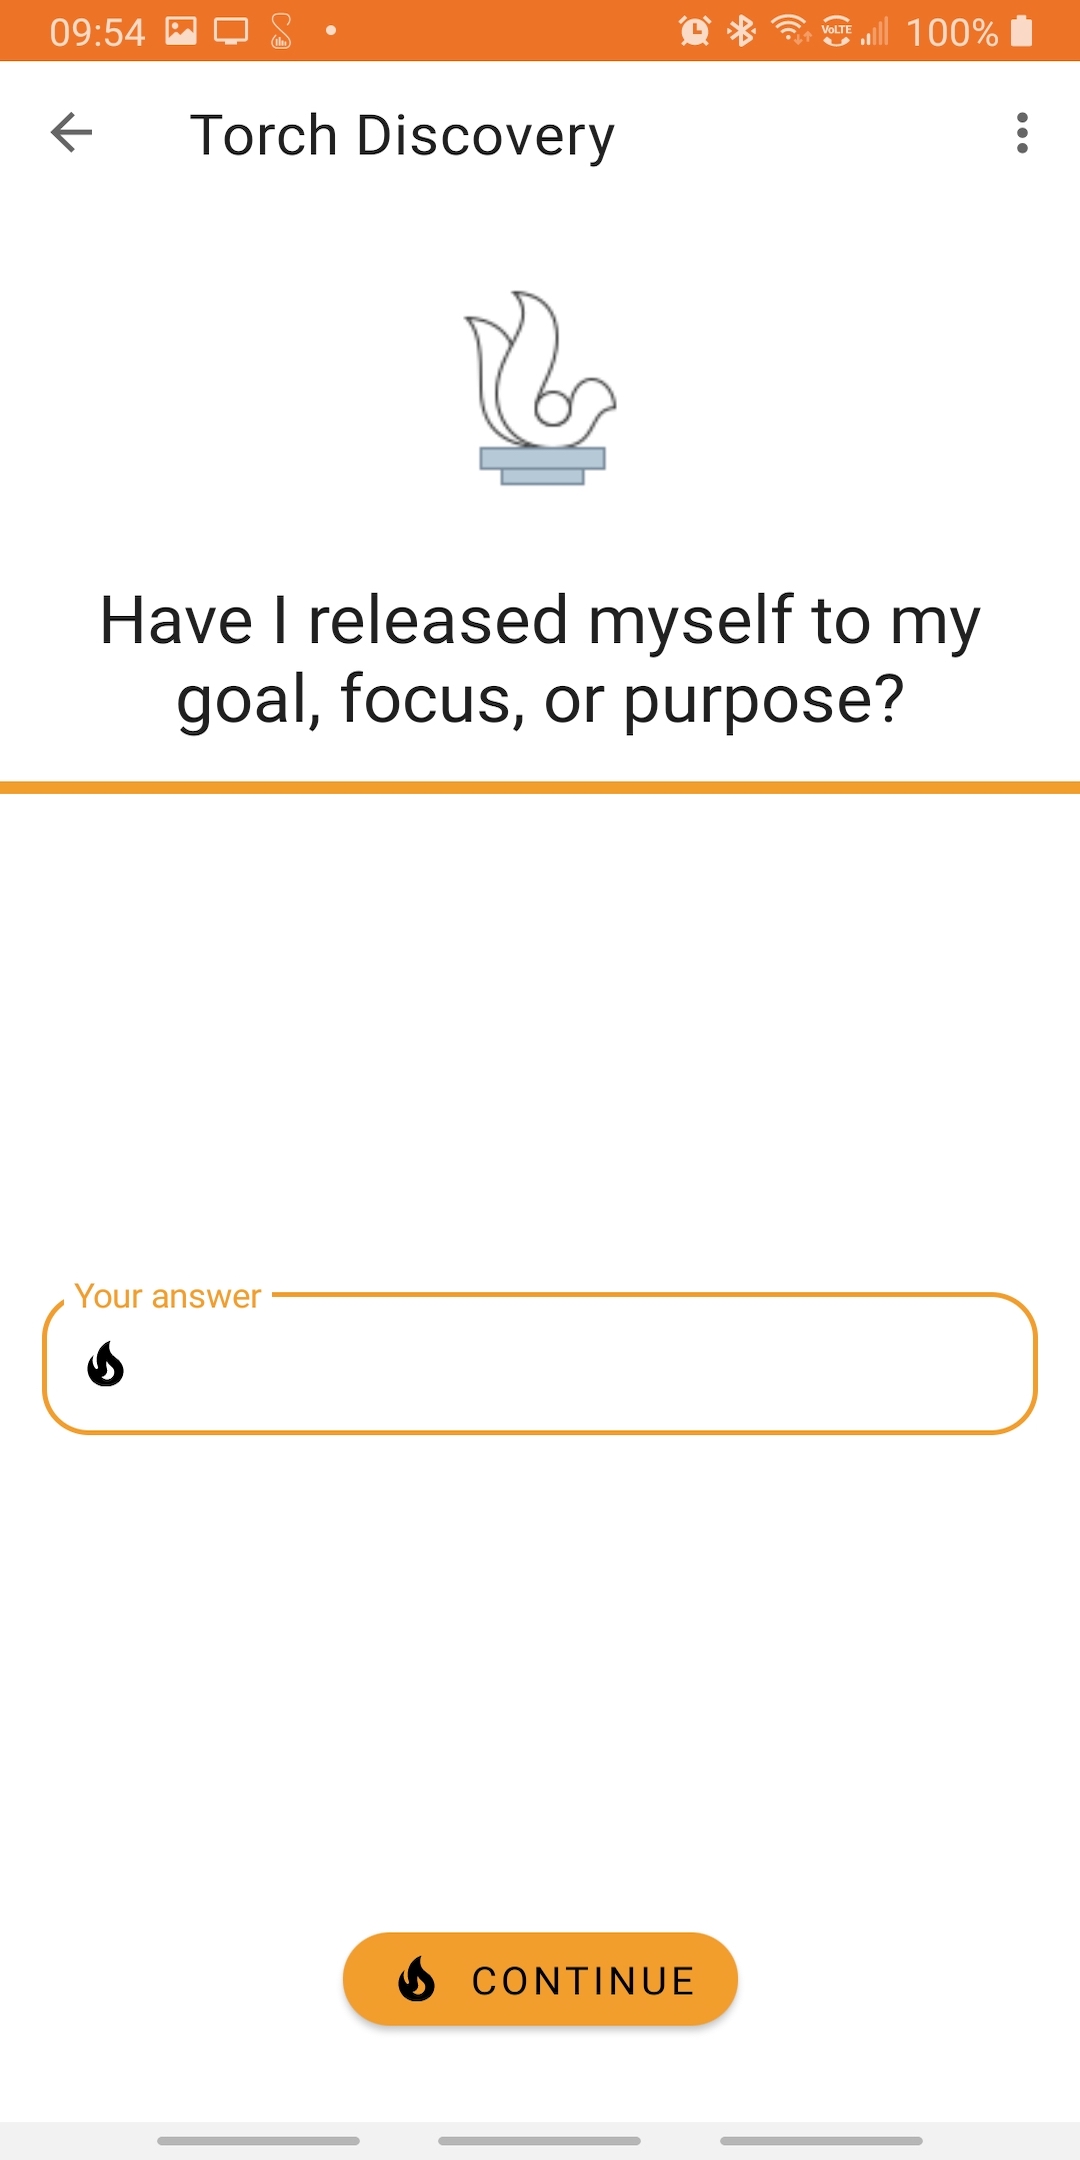 09:54
VoLTE
100%
Torch Discovery
Have I released myself to my
goal, focus, or purpose?
Your answer
CONTINUE